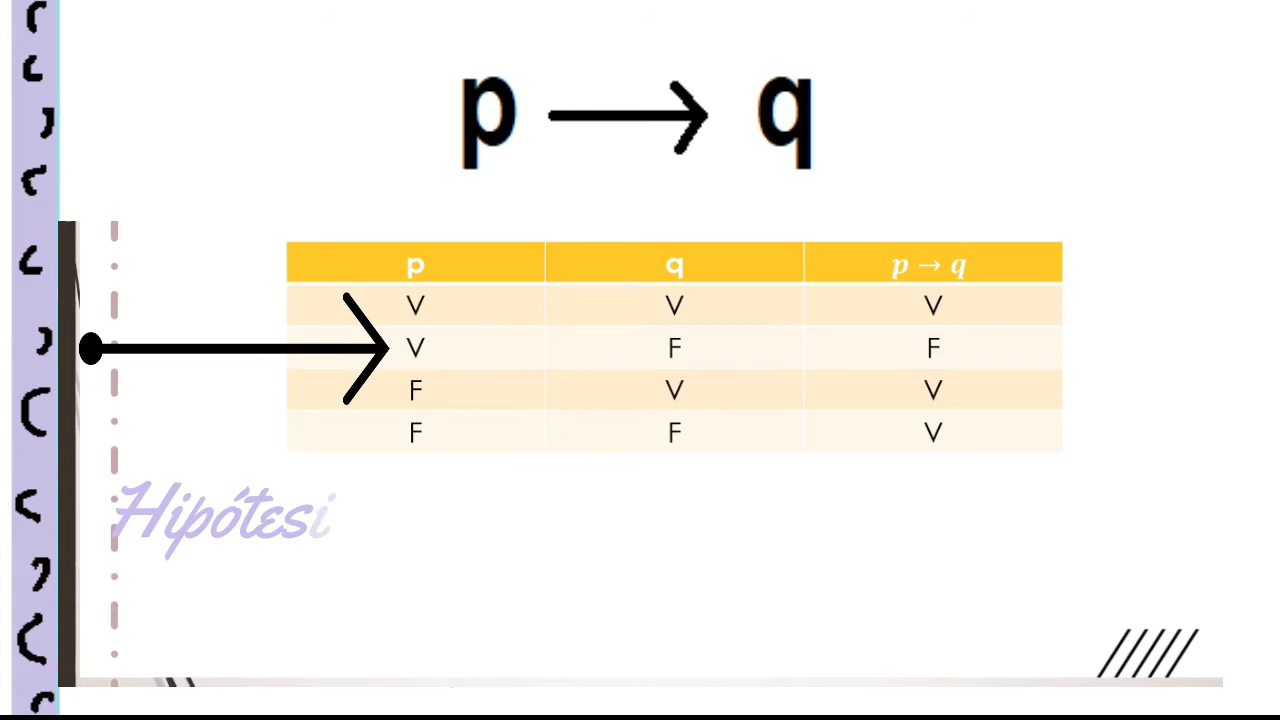 p → q
p q p → q
V V V
V F F
F V V
F F V
Hipótesi